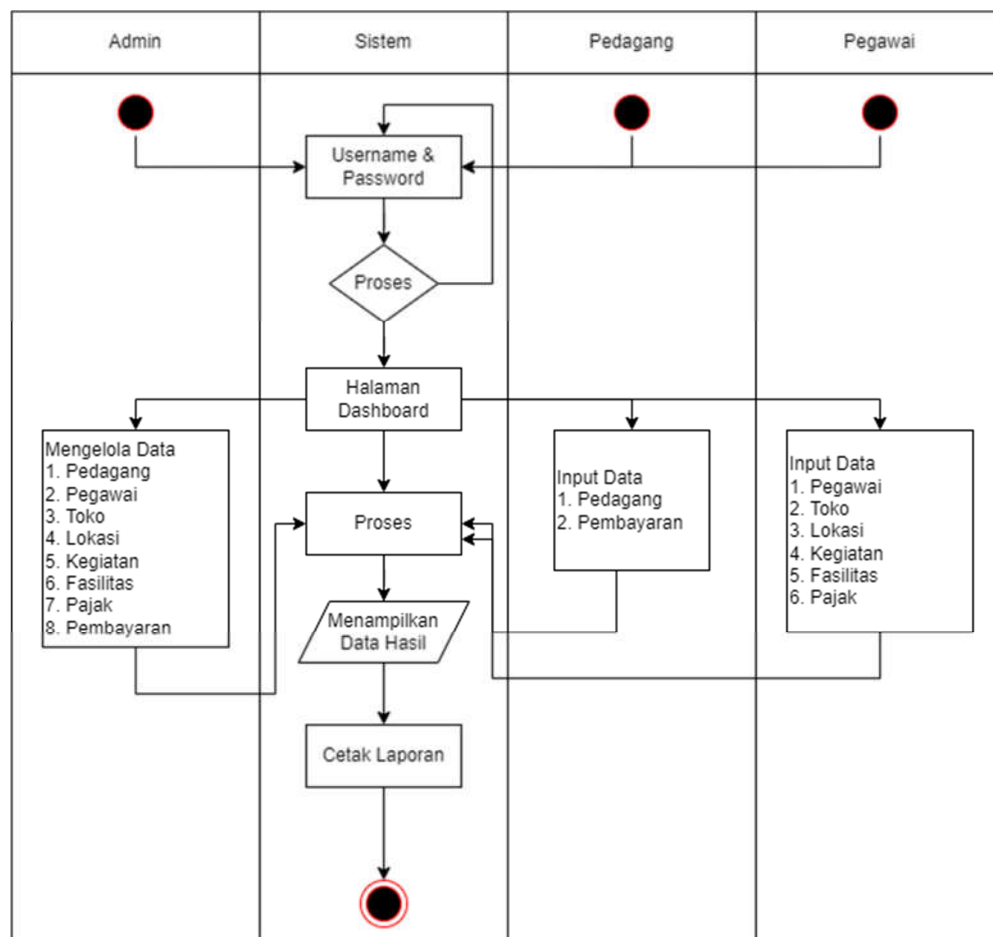 Admin
Sistem
Pedagang
Pegawai
Username &
Password
Proses
Halaman
Dashboard
Mengelola Data
1. Pedagang
2. Pegawai
3. Toko
4. Lokasi
5. Kegiatan
6. Fasilitas
7. Pajak
8. Pembayaran
Proses
Input Data
1. Pedagang
2. Pembayaran
Input Data
1. Pegawai
2. Toko
3. Lokasi
4. Kegiatan
5. Fasilitas
6. Pajak
Menampilkan
Data Hasil
Cetak Laporan